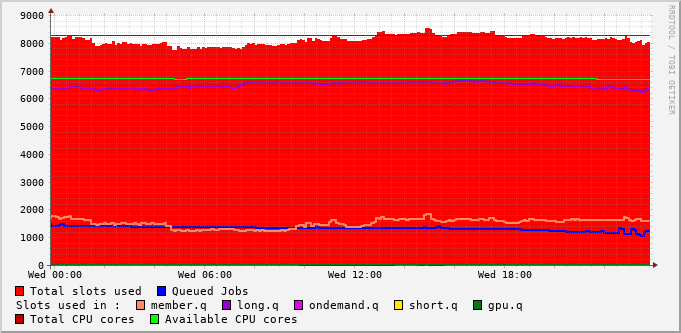 9000
8000
7000
6000
5000
4000
3000
2000
1000
0
Wed 00:00 Wed 06:00 Wed 12:00 Wed 18:00
Total slots used Queued Jobs
Slots used in : member.q long.q ondemand.q short.q gpu.q
Total CPU cores Available CPU cores
RRDTOOL / TOBI OETIKER